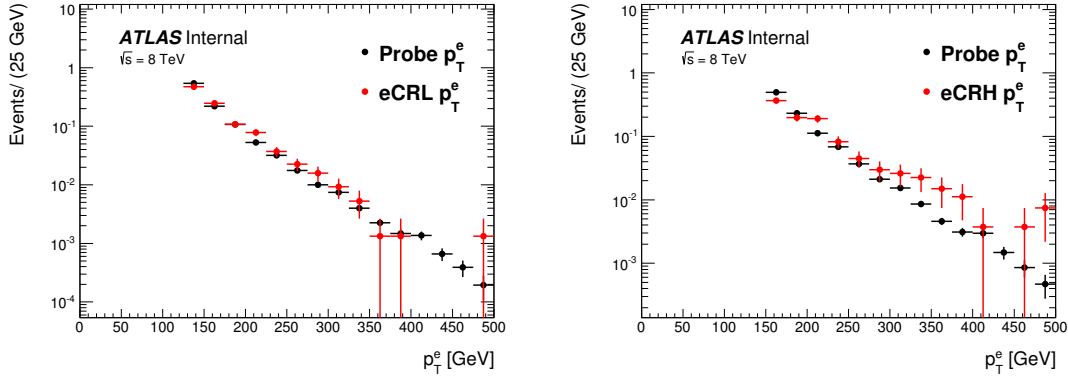 Events/ (25 GeV)
10
1
10^-1
10^-2
10^-3
10^-4
ATLAS Internal
√s = 8 TeV
Probe p_T^e
eCRL p_T^e
0 50 100 150 200 250 300 350 400 450 500
p_T^e [GeV]
Events/ (25 GeV)
10
1
10^-1
10^-2
10^-3
ATLAS Internal
√s = 8 TeV
Probe p_T^e
eCRH p_T^e
0 50 100 150 200 250 300 350 400 450 500
p_T^e [GeV]